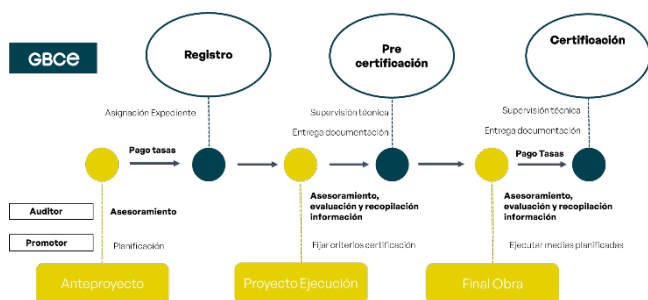 GBCe
Registro
Pre
certificación
Certificación
Asignación Expediente
Supervisión técnica
Entrega documentación
Supervisión técnica
Entrega documentación
Pago tasas
Pago Tasas
Auditor
Asesoramiento
Asesoramiento,
evaluación y recopilación
información
Asesoramiento,
evaluación y recopilación
información
Promotor
Planificación
Fijar criterios certificación
Ejecutar medias planificadas
Anteproyecto
Proyecto Ejecución
Final Obra